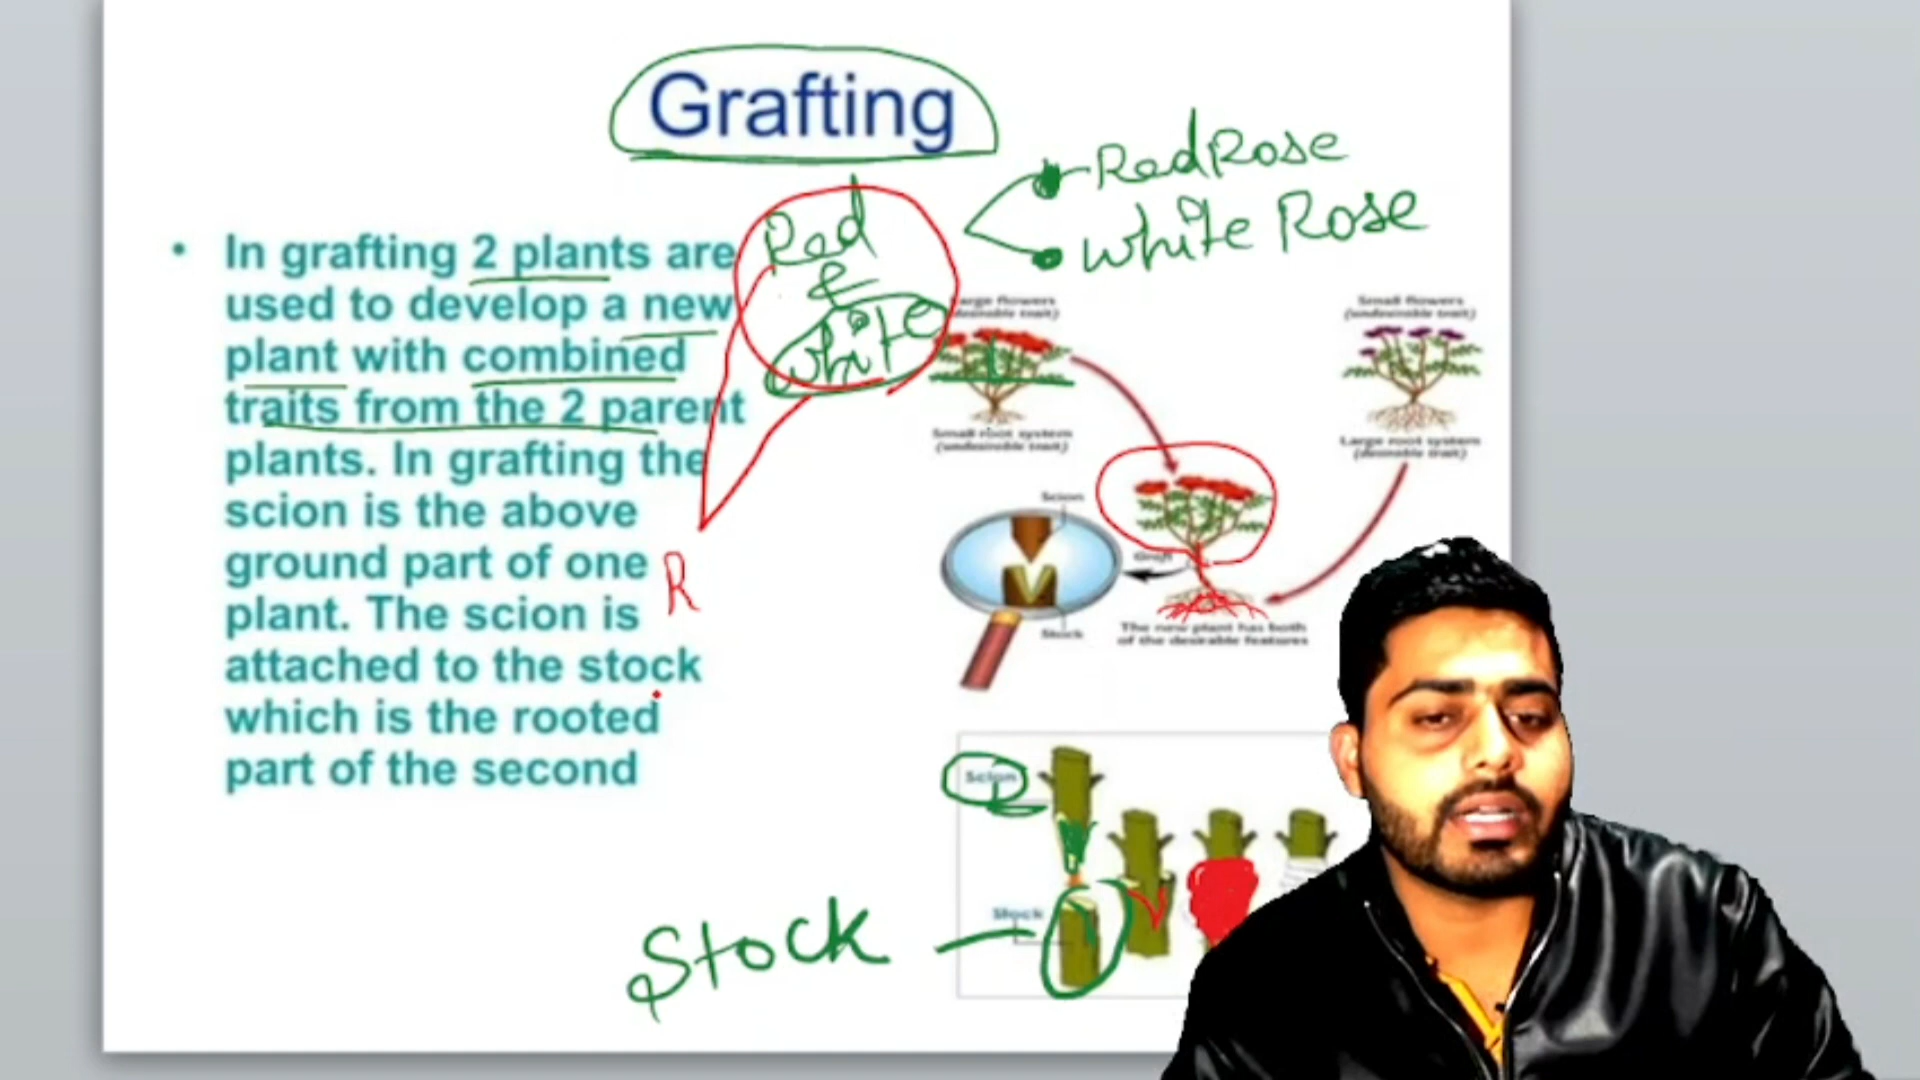 Grafting
RedRose
White Rose
Red
&
White
• In grafting 2 plants are
used to develop a new
plant with combined
traits from the 2 parent
plants. In grafting the
scion is the above
ground part of one
plant. The scion is
attached to the stock
which is the rooted
part of the second
R
Large flowers
(desirable trait)
Small root system
(undesirable trait)
Small flowers
(undesirable trait)
Large root system
(desirable trait)
Scion
Graft
Stock
The new plant has both
of the desirable features
Scion
Stock
Stock